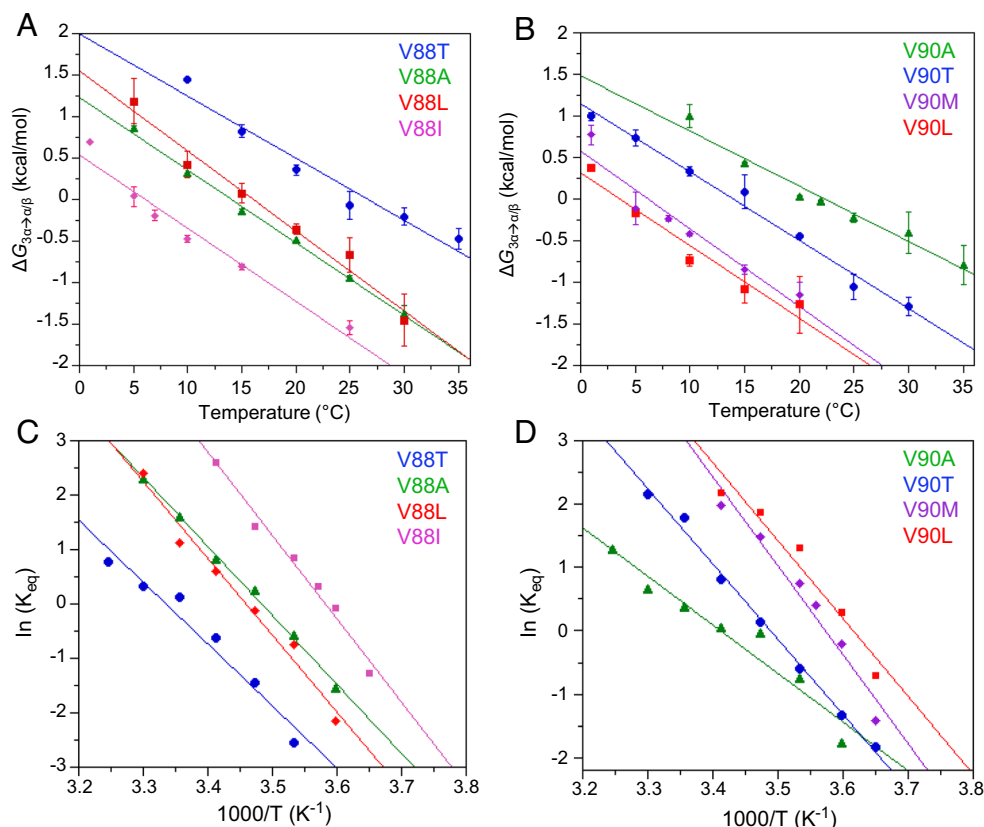 A
V88T
V88A
V88L
V88I
ΔG3α→α/β (kcal/mol)
2
1.5
1
0.5
0
-0.5
-1
-1.5
-2
0 5 10 15 20 25 30 35
Temperature (°C)
B
V90A
V90T
V90M
V90L
ΔG3α→α/β (kcal/mol)
2
1.5
1
0.5
0
-0.5
-1
-1.5
-2
0 5 10 15 20 25 30 35
Temperature (°C)
C
V88T
V88A
V88L
V88I
ln (Keq)
3
2
1
0
-1
-2
-3
3.2 3.3 3.4 3.5 3.6 3.7 3.8
1000/T (K-1)
D
V90A
V90T
V90M
V90L
ln (Keq)
3
2
1
0
-1
-2
3.2 3.3 3.4 3.5 3.6 3.7 3.8
1000/T (K-1)